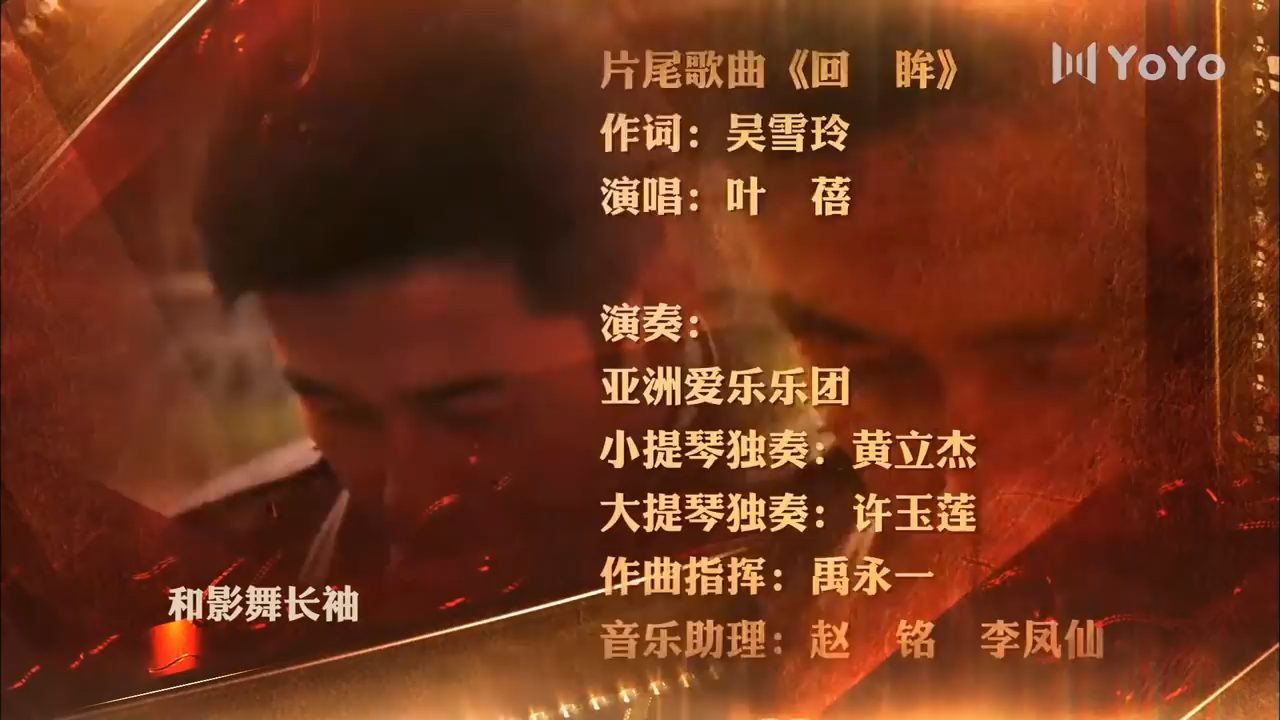 片尾歌曲《回 眸》
YoYo
作词：吴雪玲
演唱：叶 蓓
演奏：
亚洲爱乐乐团
小提琴独奏：黄立杰
大提琴独奏：许玉莲
作曲指挥：禹永一
和影舞长袖
音乐助理：赵 铭 李凤仙